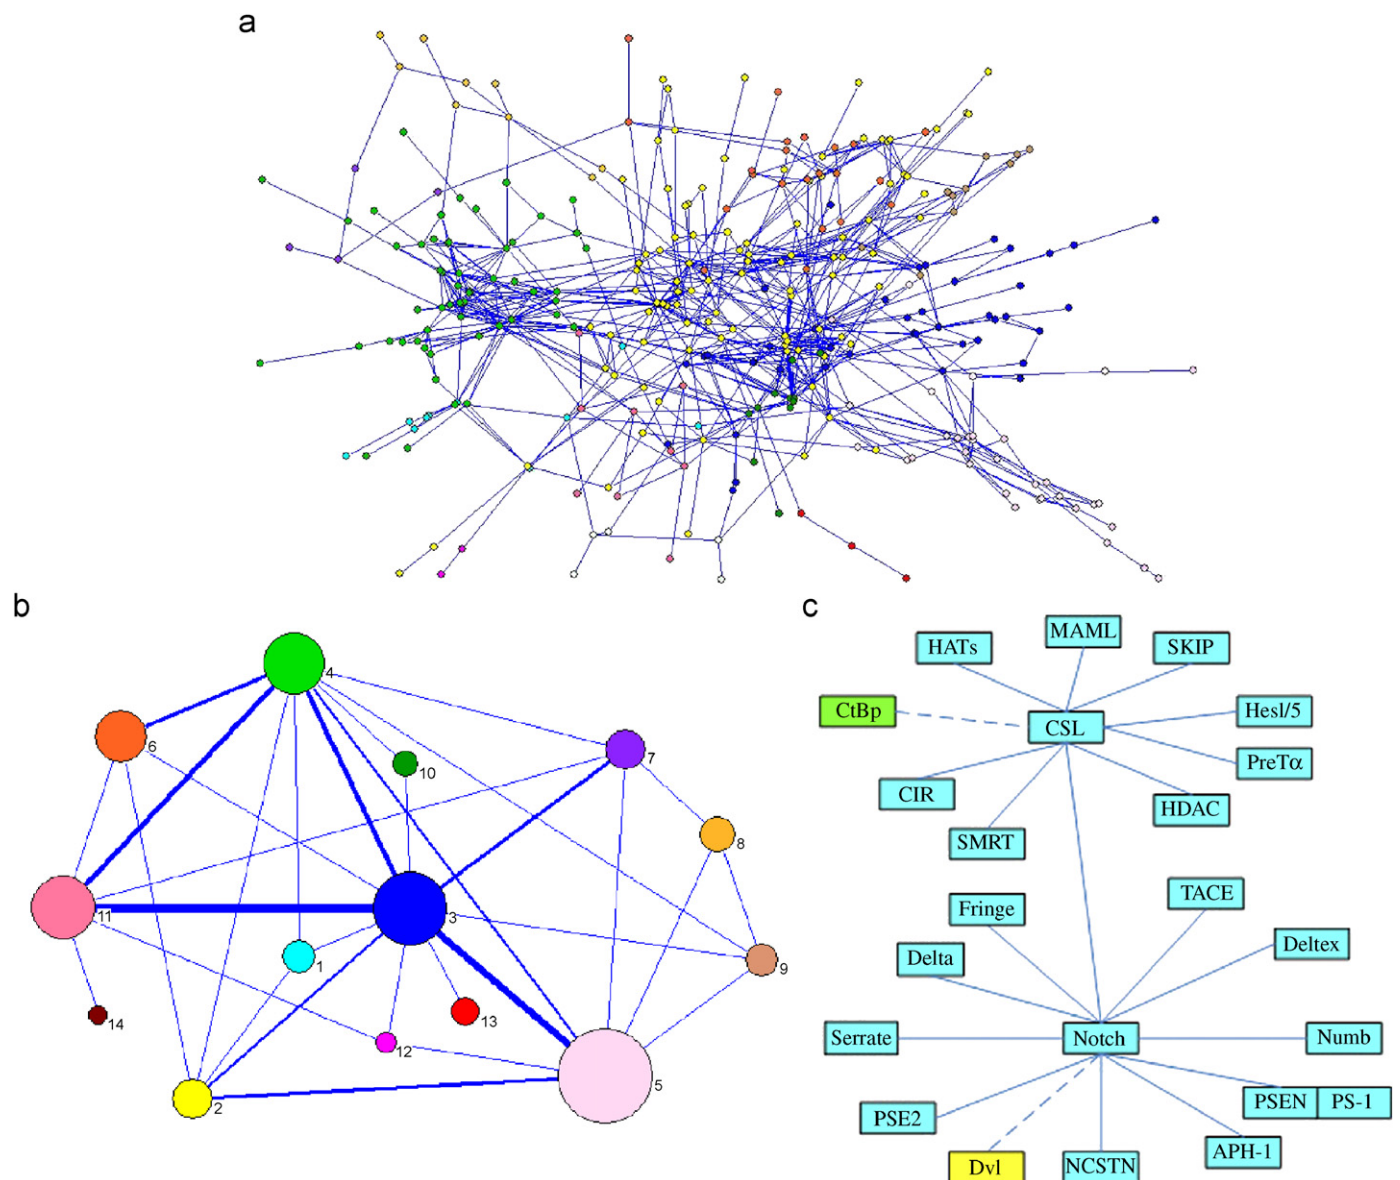 a
b
4
6
10
7
8
11
3
1
9
14
13
12
5
2
c
MAML
HATs
SKIP
CtBp
CSL
Hesl/5
PreTα
CIR
HDAC
SMRT
TACE
Fringe
Deltex
Delta
Serrate
Notch
Numb
PSEN
PS-1
PSE2
APH-1
Dvl
NCSTN